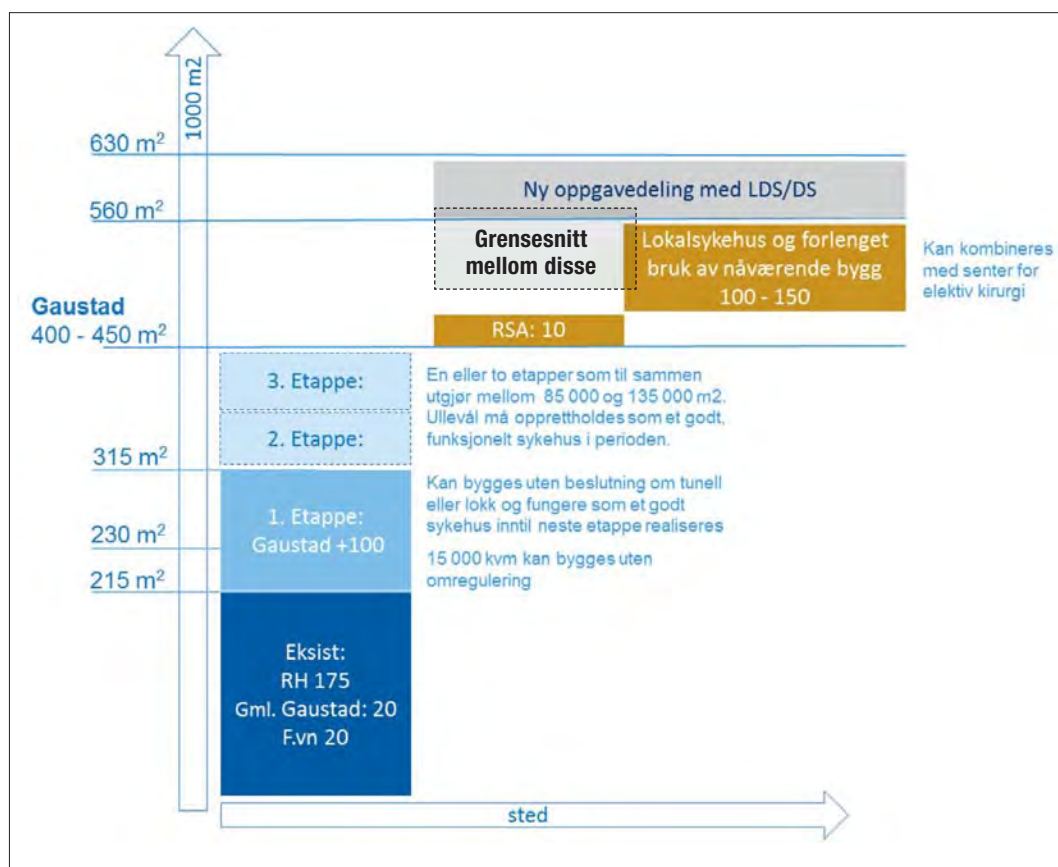 1000 m2
630 m²
Ny oppgavedeling med LDS/DS
560 m²
Grensesnitt
mellom disse
Lokalsykehus og forlenget
bruk av nåværende bygg
100 - 150
Kan kombineres
med senter for
elektiv kirurgi
Gaustad
400 - 450 m²
RSA: 10
3. Etappe:
En eller to etapper som til sammen
utgjør mellom 85 000 og 135 000 m2.
Ullevål må opprettholdes som et godt,
funksjonelt sykehus i perioden.
2. Etappe:
315 m²
Kan bygges uten beslutning om tunell
eller lokk og fungere som et godt
sykehus inntil neste etappe realiseres
1. Etappe:
Gaustad +100
230 m²
15 000 kvm kan bygges uten
omregulering
215 m²
Eksist:
RH 175
Gml. Gaustad: 20
F.vn 20
sted